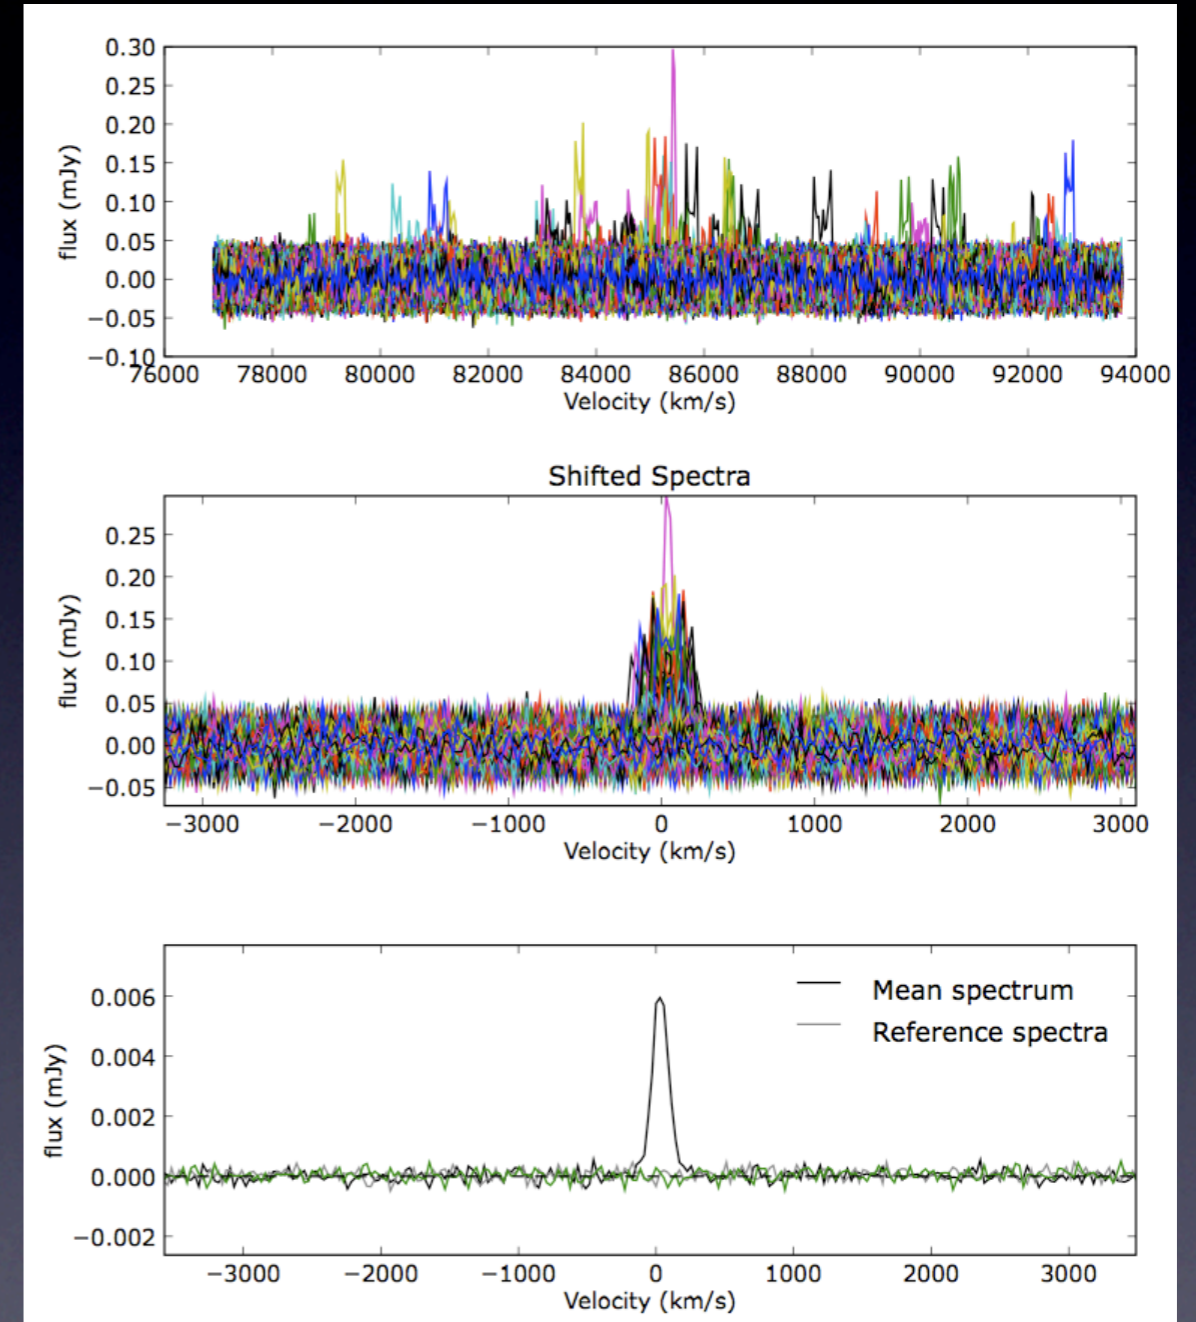 flux (mJy)
0.30
0.25
0.20
0.15
0.10
0.05
0.00
−0.05
−0.10
76000 78000 80000 82000 84000 86000 88000 90000 92000 94000
Velocity (km/s)
Shifted Spectra
flux (mJy)
0.25
0.20
0.15
0.10
0.05
0.00
−0.05
−3000 −2000 −1000 0 1000 2000 3000
Velocity (km/s)
flux (mJy)
0.006
0.004
0.002
0.000
−0.002
Mean spectrum
Reference spectra
−3000 −2000 −1000 0 1000 2000 3000
Velocity (km/s)